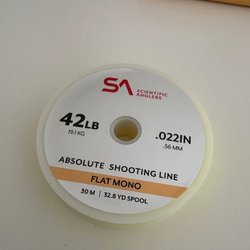 SA
SCIENTIFIC
ANGLERS
42LB
19.1 KG
.022IN
.56 MM
ABSOLUTE SHOOTING LINE
FLAT MONO
30 M | 32.8 YD SPOOL